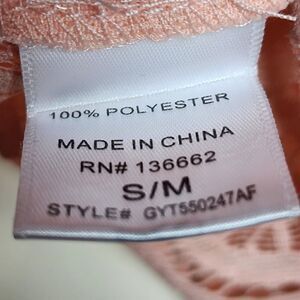 100% POLYESTER
MADE IN CHINA
RN# 136662
S/M
STYLE# GYT550247AF